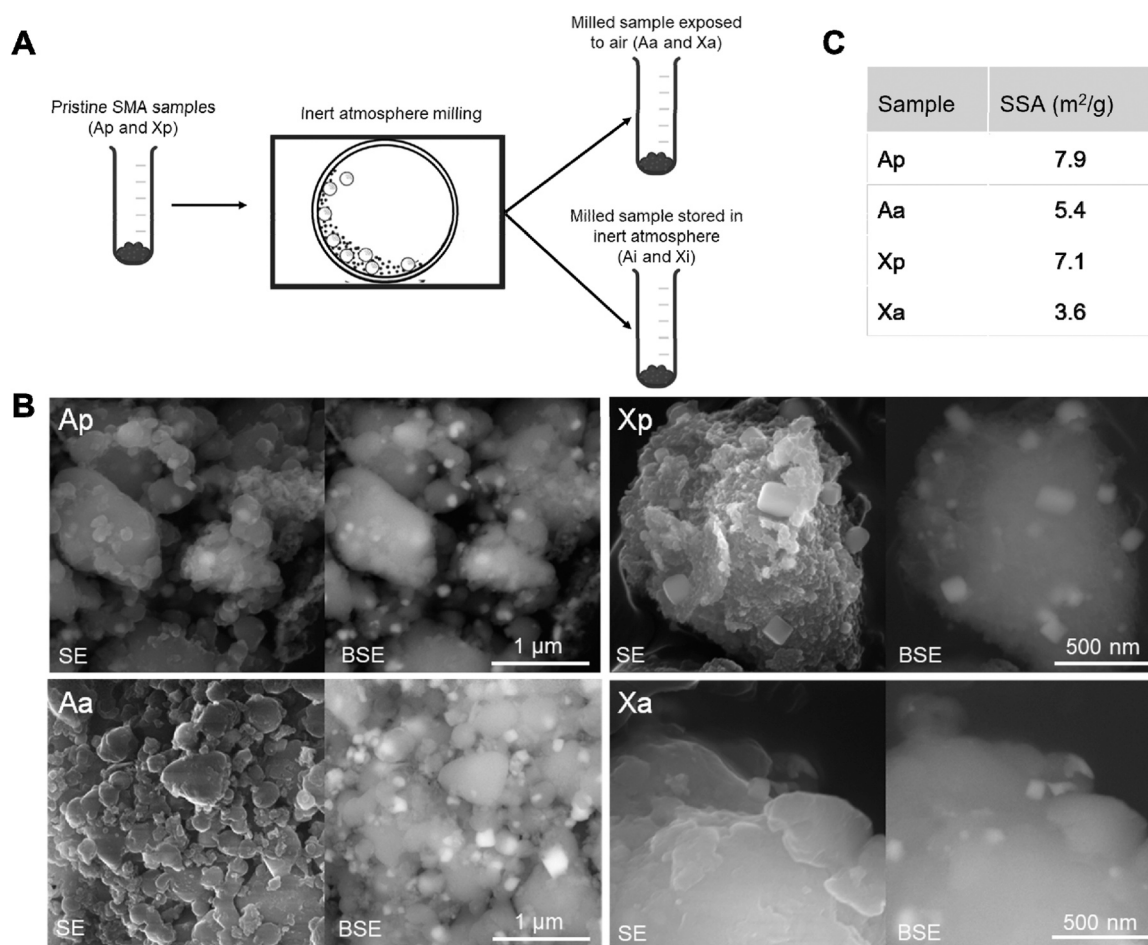 A
Pristine SMA samples
(Ap and Xp)
Inert atmosphere milling
Milled sample exposed
to air (Aa and Xa)
Milled sample stored in
inert atmosphere
(Ai and Xi)
C
Sample SSA (m²/g)
Ap 7.9
Aa 5.4
Xp 7.1
Xa 3.6
B
Ap
SE
BSE
1 µm
Xp
SE
BSE
500 nm
Aa
SE
BSE
1 µm
Xa
SE
BSE
500 nm